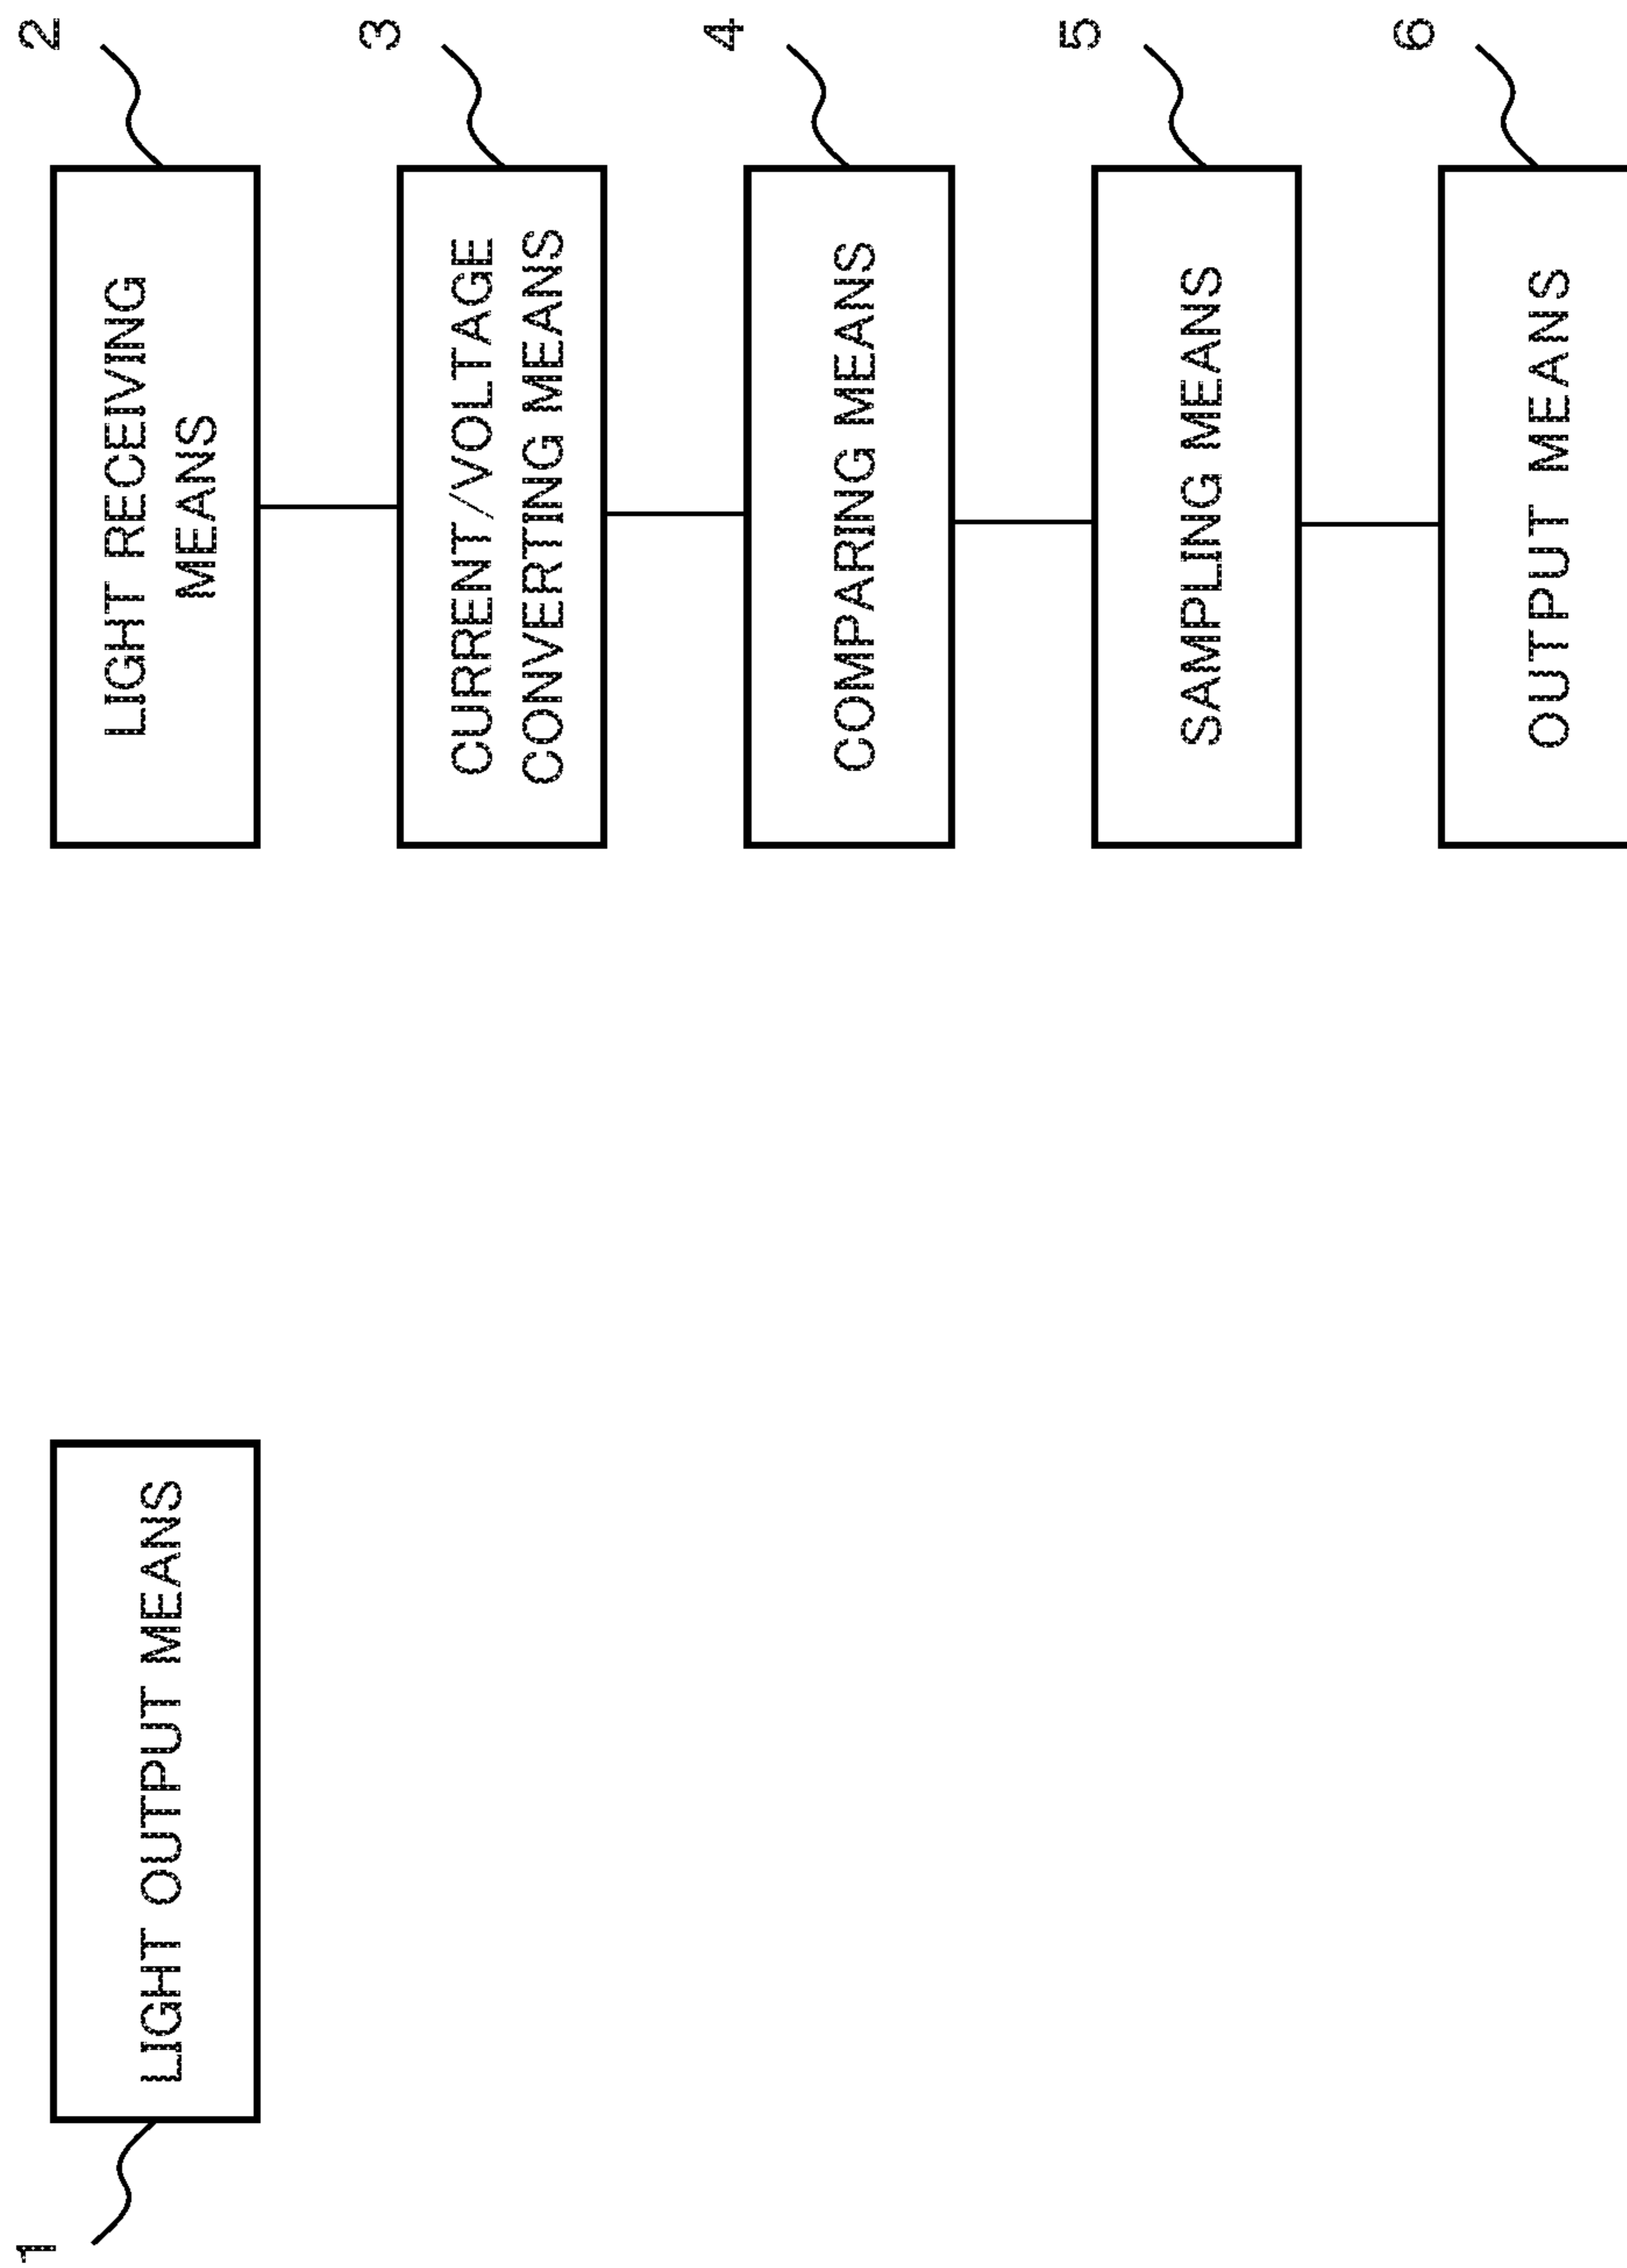 1
LIGHT OUTPUT MEANS
2
LIGHT RECEIVING
MEANS
3
CURRENT/VOLTAGE
CONVERTING MEANS
4
COMPARING MEANS
5
SAMPLING MEANS
6
OUTPUT MEANS